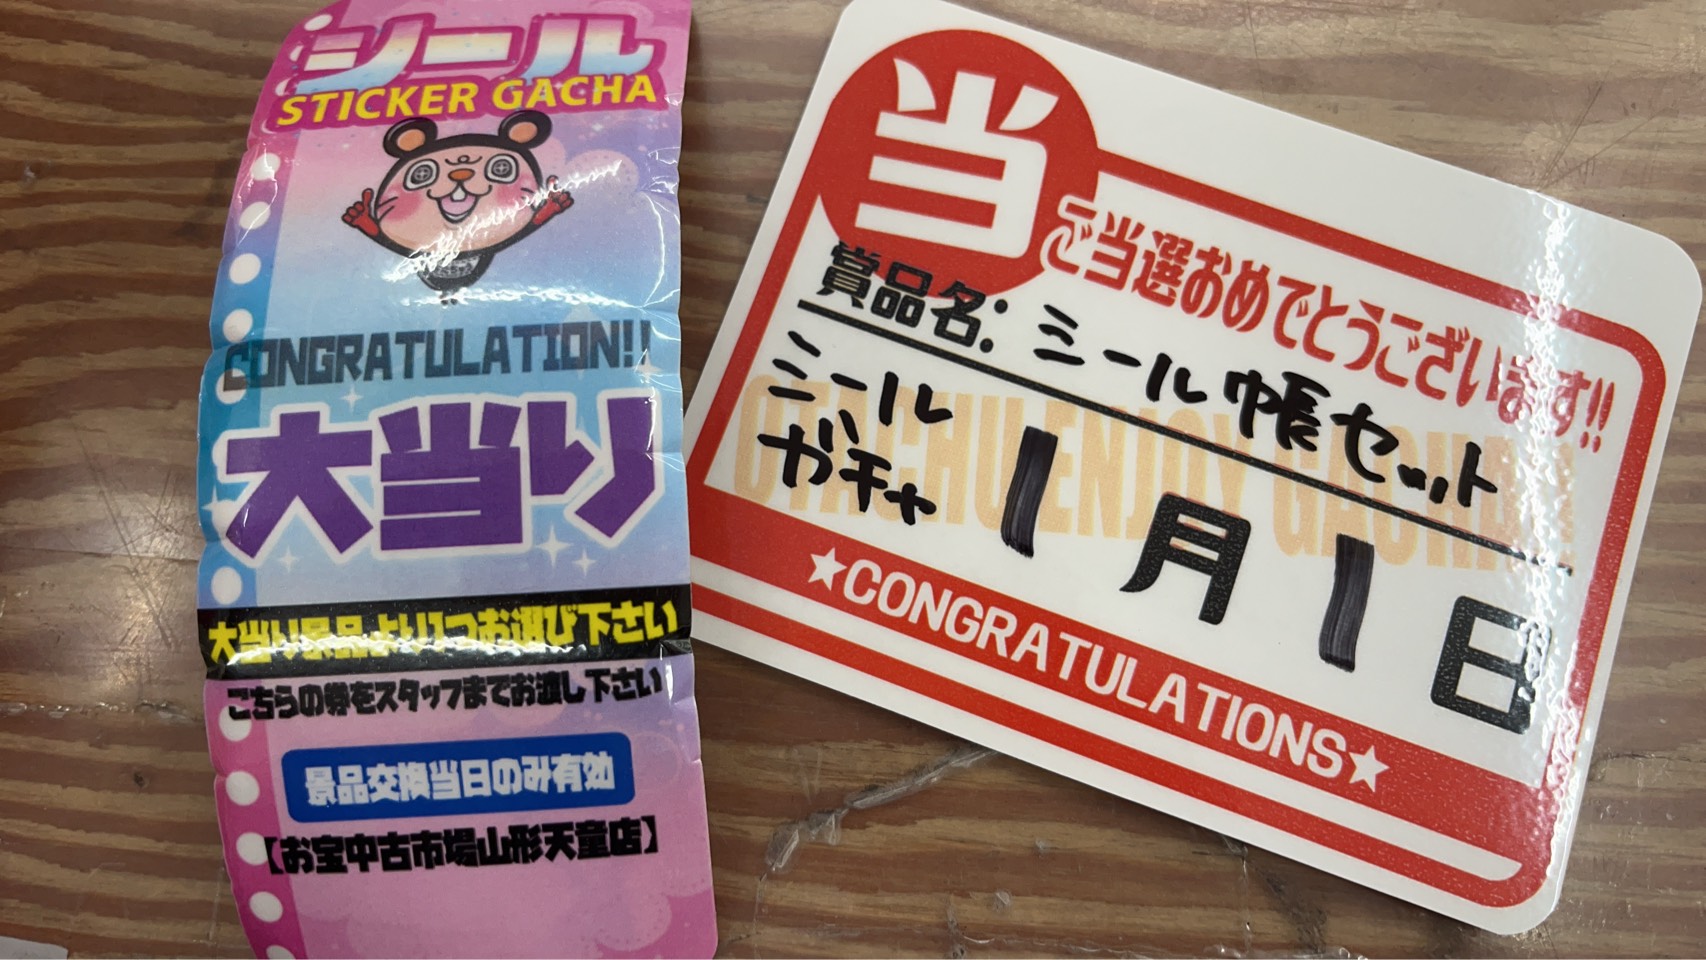 シール
STICKER GACHA
CONGRATULATION!!
大当り
大当り景品より1つお選び下さい
こちらの券をスタッフまでお渡し下さい
景品交換当日のみ有効
【お宝中古市場山形天童店】
当
ご当選おめでとうございます!!
賞品名:シール帳セット
シール
ガチャ
OTACHU ENJOY GACHA
1月1日
★CONGRATULATIONS★